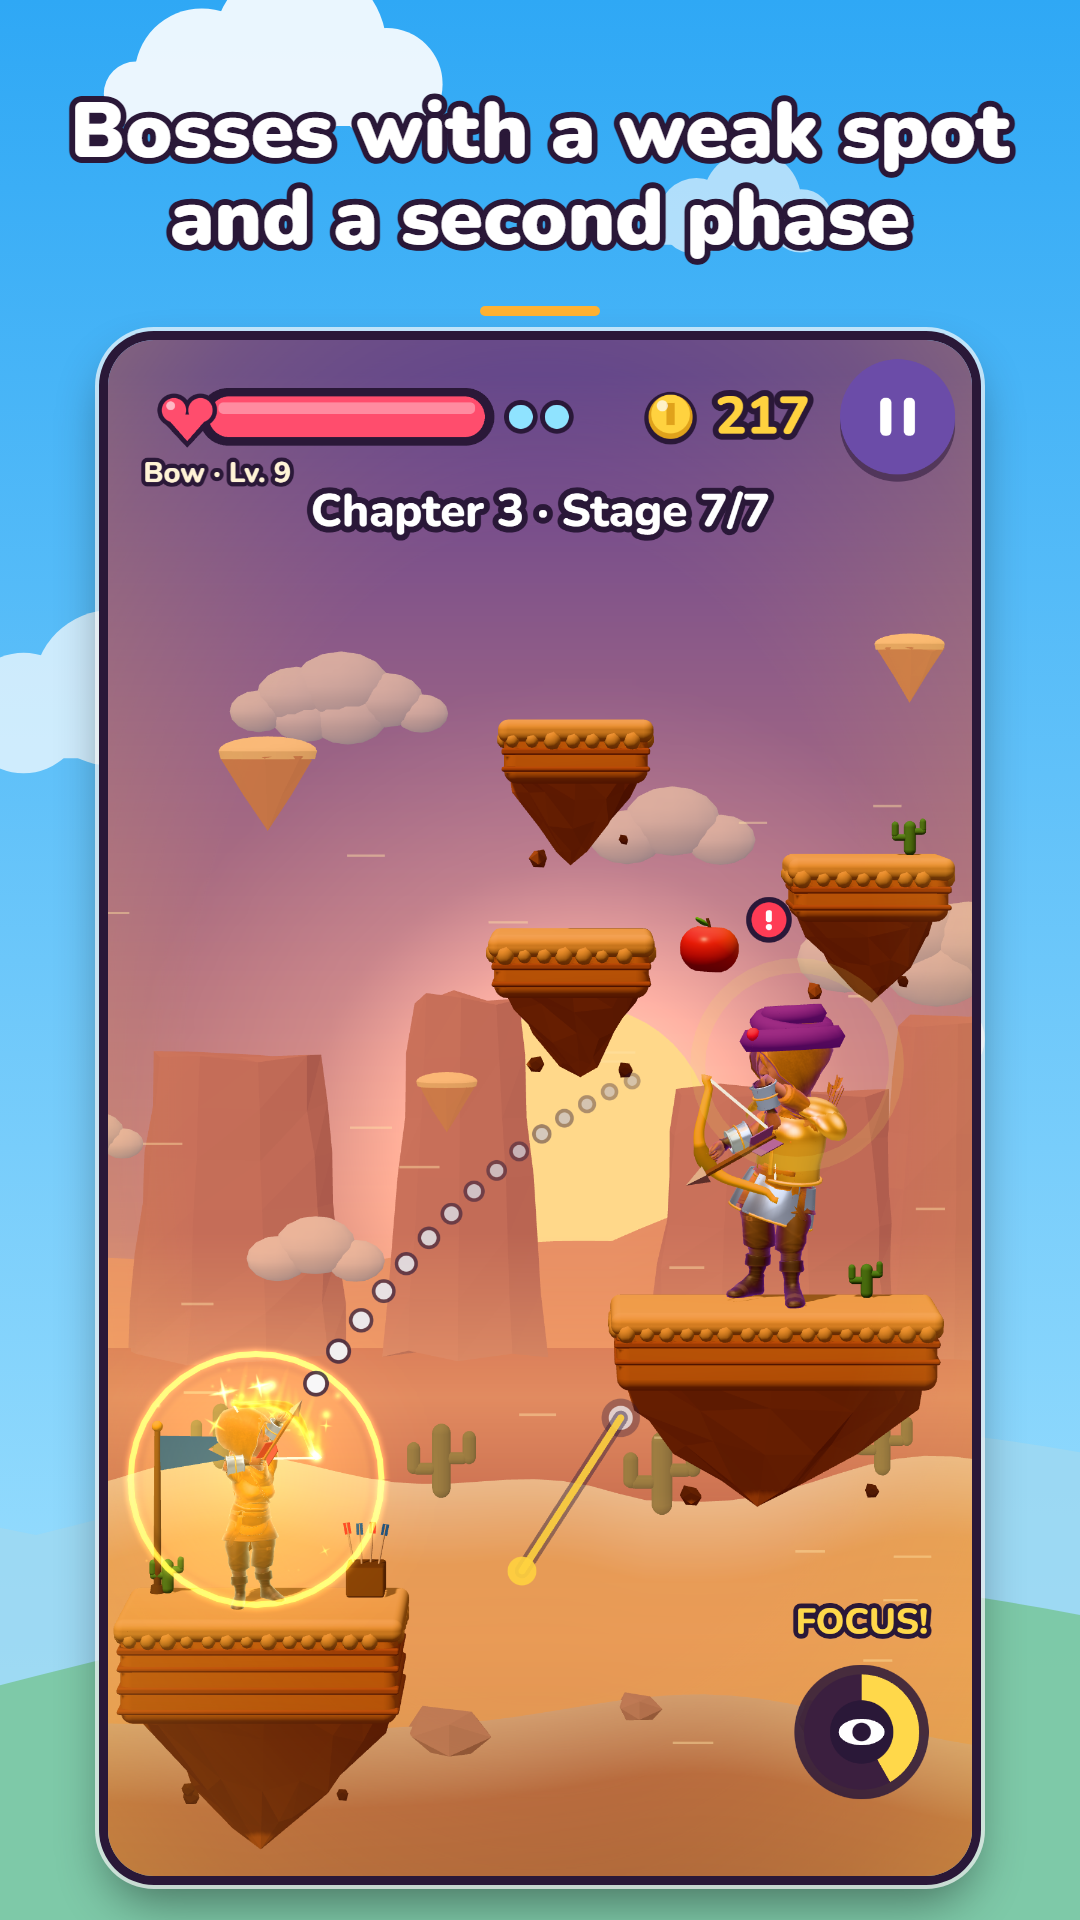 Bosses with a weak spot
and a second phase
217
Bow · Lv. 9
Chapter 3 · Stage 7/7
!
FOCUS!